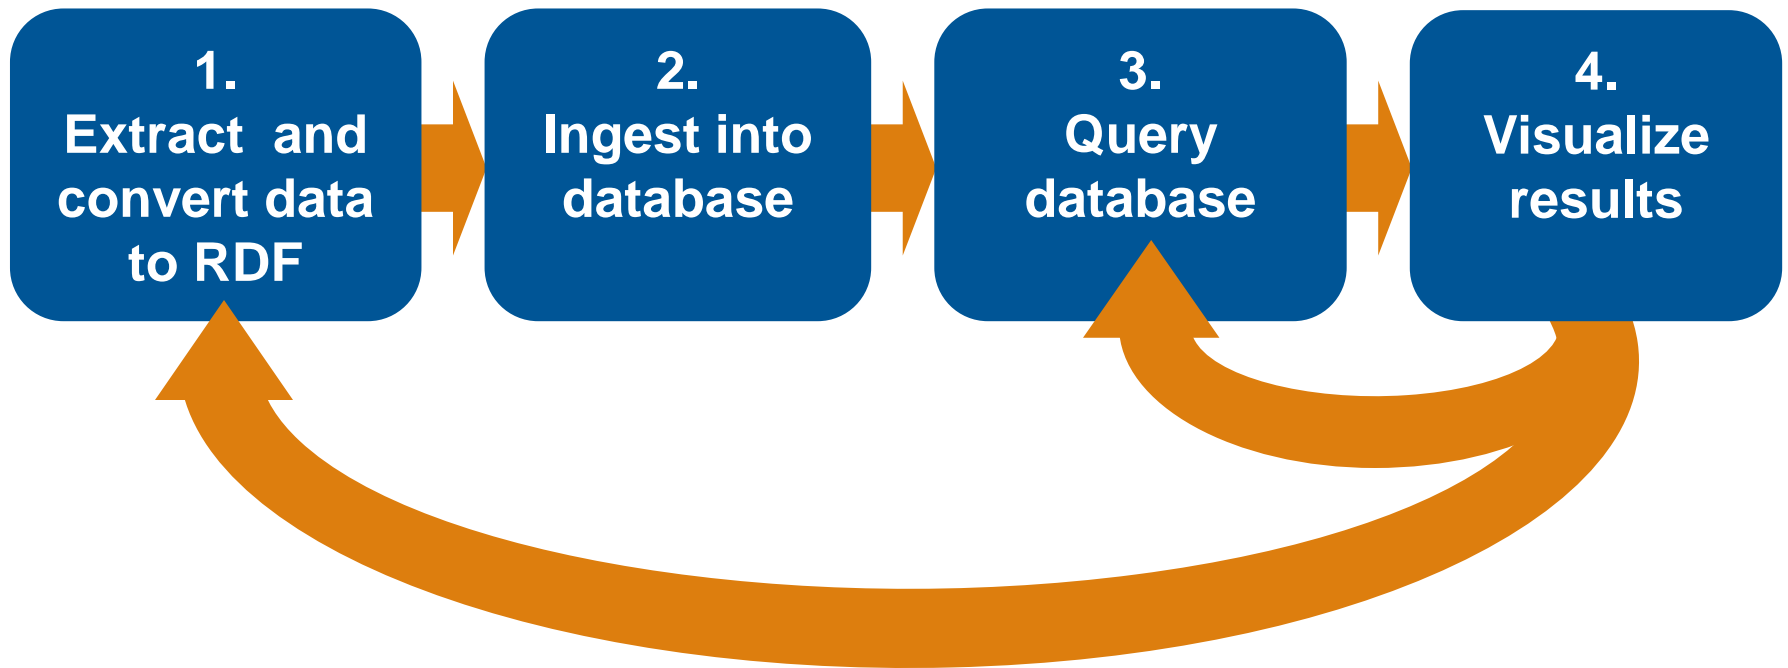 1.
Extract and
convert data
to RDF
2.
Ingest into
database
3.
Query
database
4.
Visualize
results